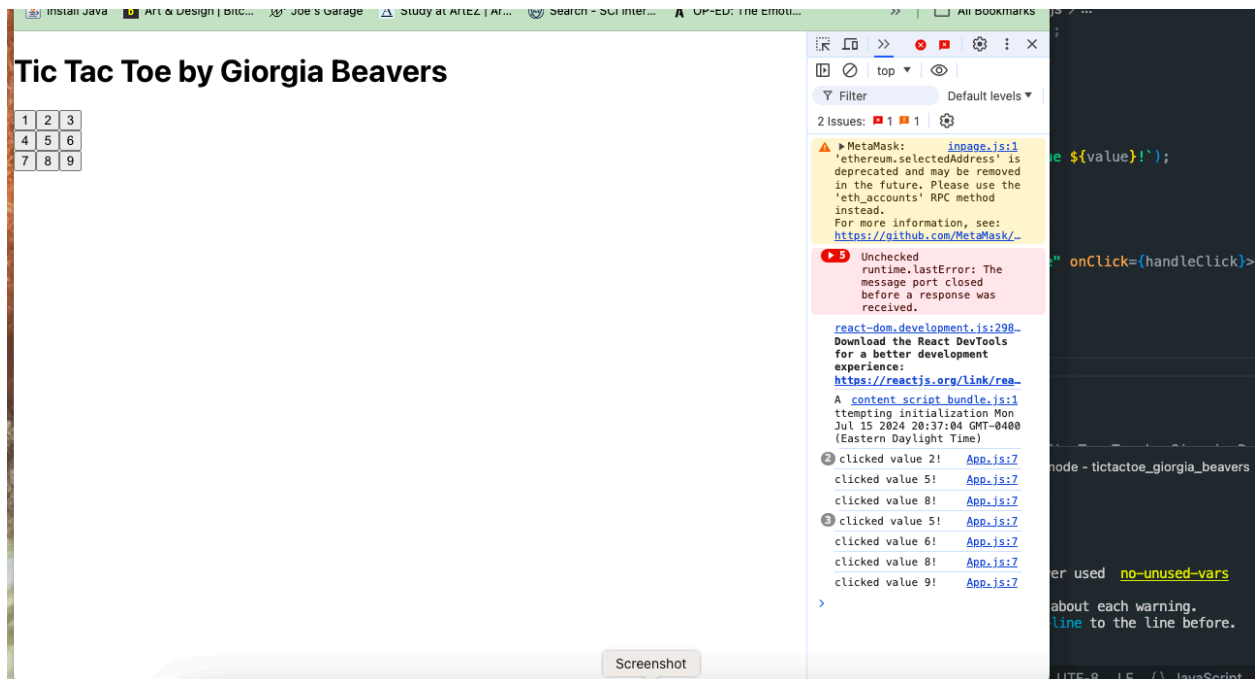 Install Java
Art & Design | Bitc...
Joe's Garage
Study at ArtEZ | Ar...
Search - SCI Inter...
OP-ED: The Emoti...
»
All Bookmarks
js > ...
;
Tic Tac Toe by Giorgia Beavers
1 2 3
4 5 6
7 8 9
top
Filter
Default levels
2 Issues: 1 1
MetaMask: inpage.js:1
'ethereum.selectedAddress' is
deprecated and may be removed
in the future. Please use the
'eth_accounts' RPC method
instead.
For more information, see:
https://github.com/MetaMask/…
5 Unchecked
runtime.lastError: The
message port closed
before a response was
received.
react-dom.development.js:298…
Download the React DevTools
for a better development
experience:
https://reactjs.org/link/rea…
A content script bundle.js:1
ttempting initialization Mon
Jul 15 2024 20:37:04 GMT-0400
(Eastern Daylight Time)
2 clicked value 2! App.js:7
clicked value 5! App.js:7
clicked value 8! App.js:7
3 clicked value 5! App.js:7
clicked value 6! App.js:7
clicked value 8! App.js:7
clicked value 9! App.js:7
>
ue ${value}!`);
e" onClick={handleClick}>
node - tictactoe_giorgia_beavers
er used no-unused-vars
about each warning.
line to the line before.
Screenshot
UTF-8 LF {} JavaScript